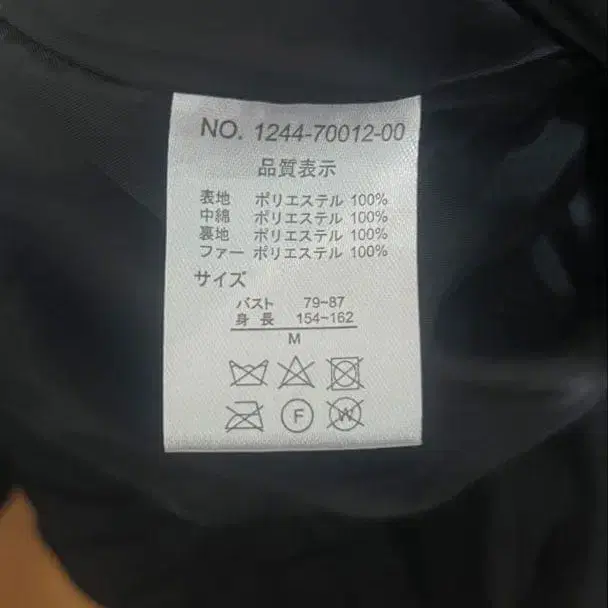 NO. 1244-70012-00
品質表示
表地 ポリエステル 100%
中綿 ポリエステル 100%
裏地 ポリエステル 100%
ファー ポリエステル 100%
サイズ
バスト 79~87
身長 154~162
M
F W